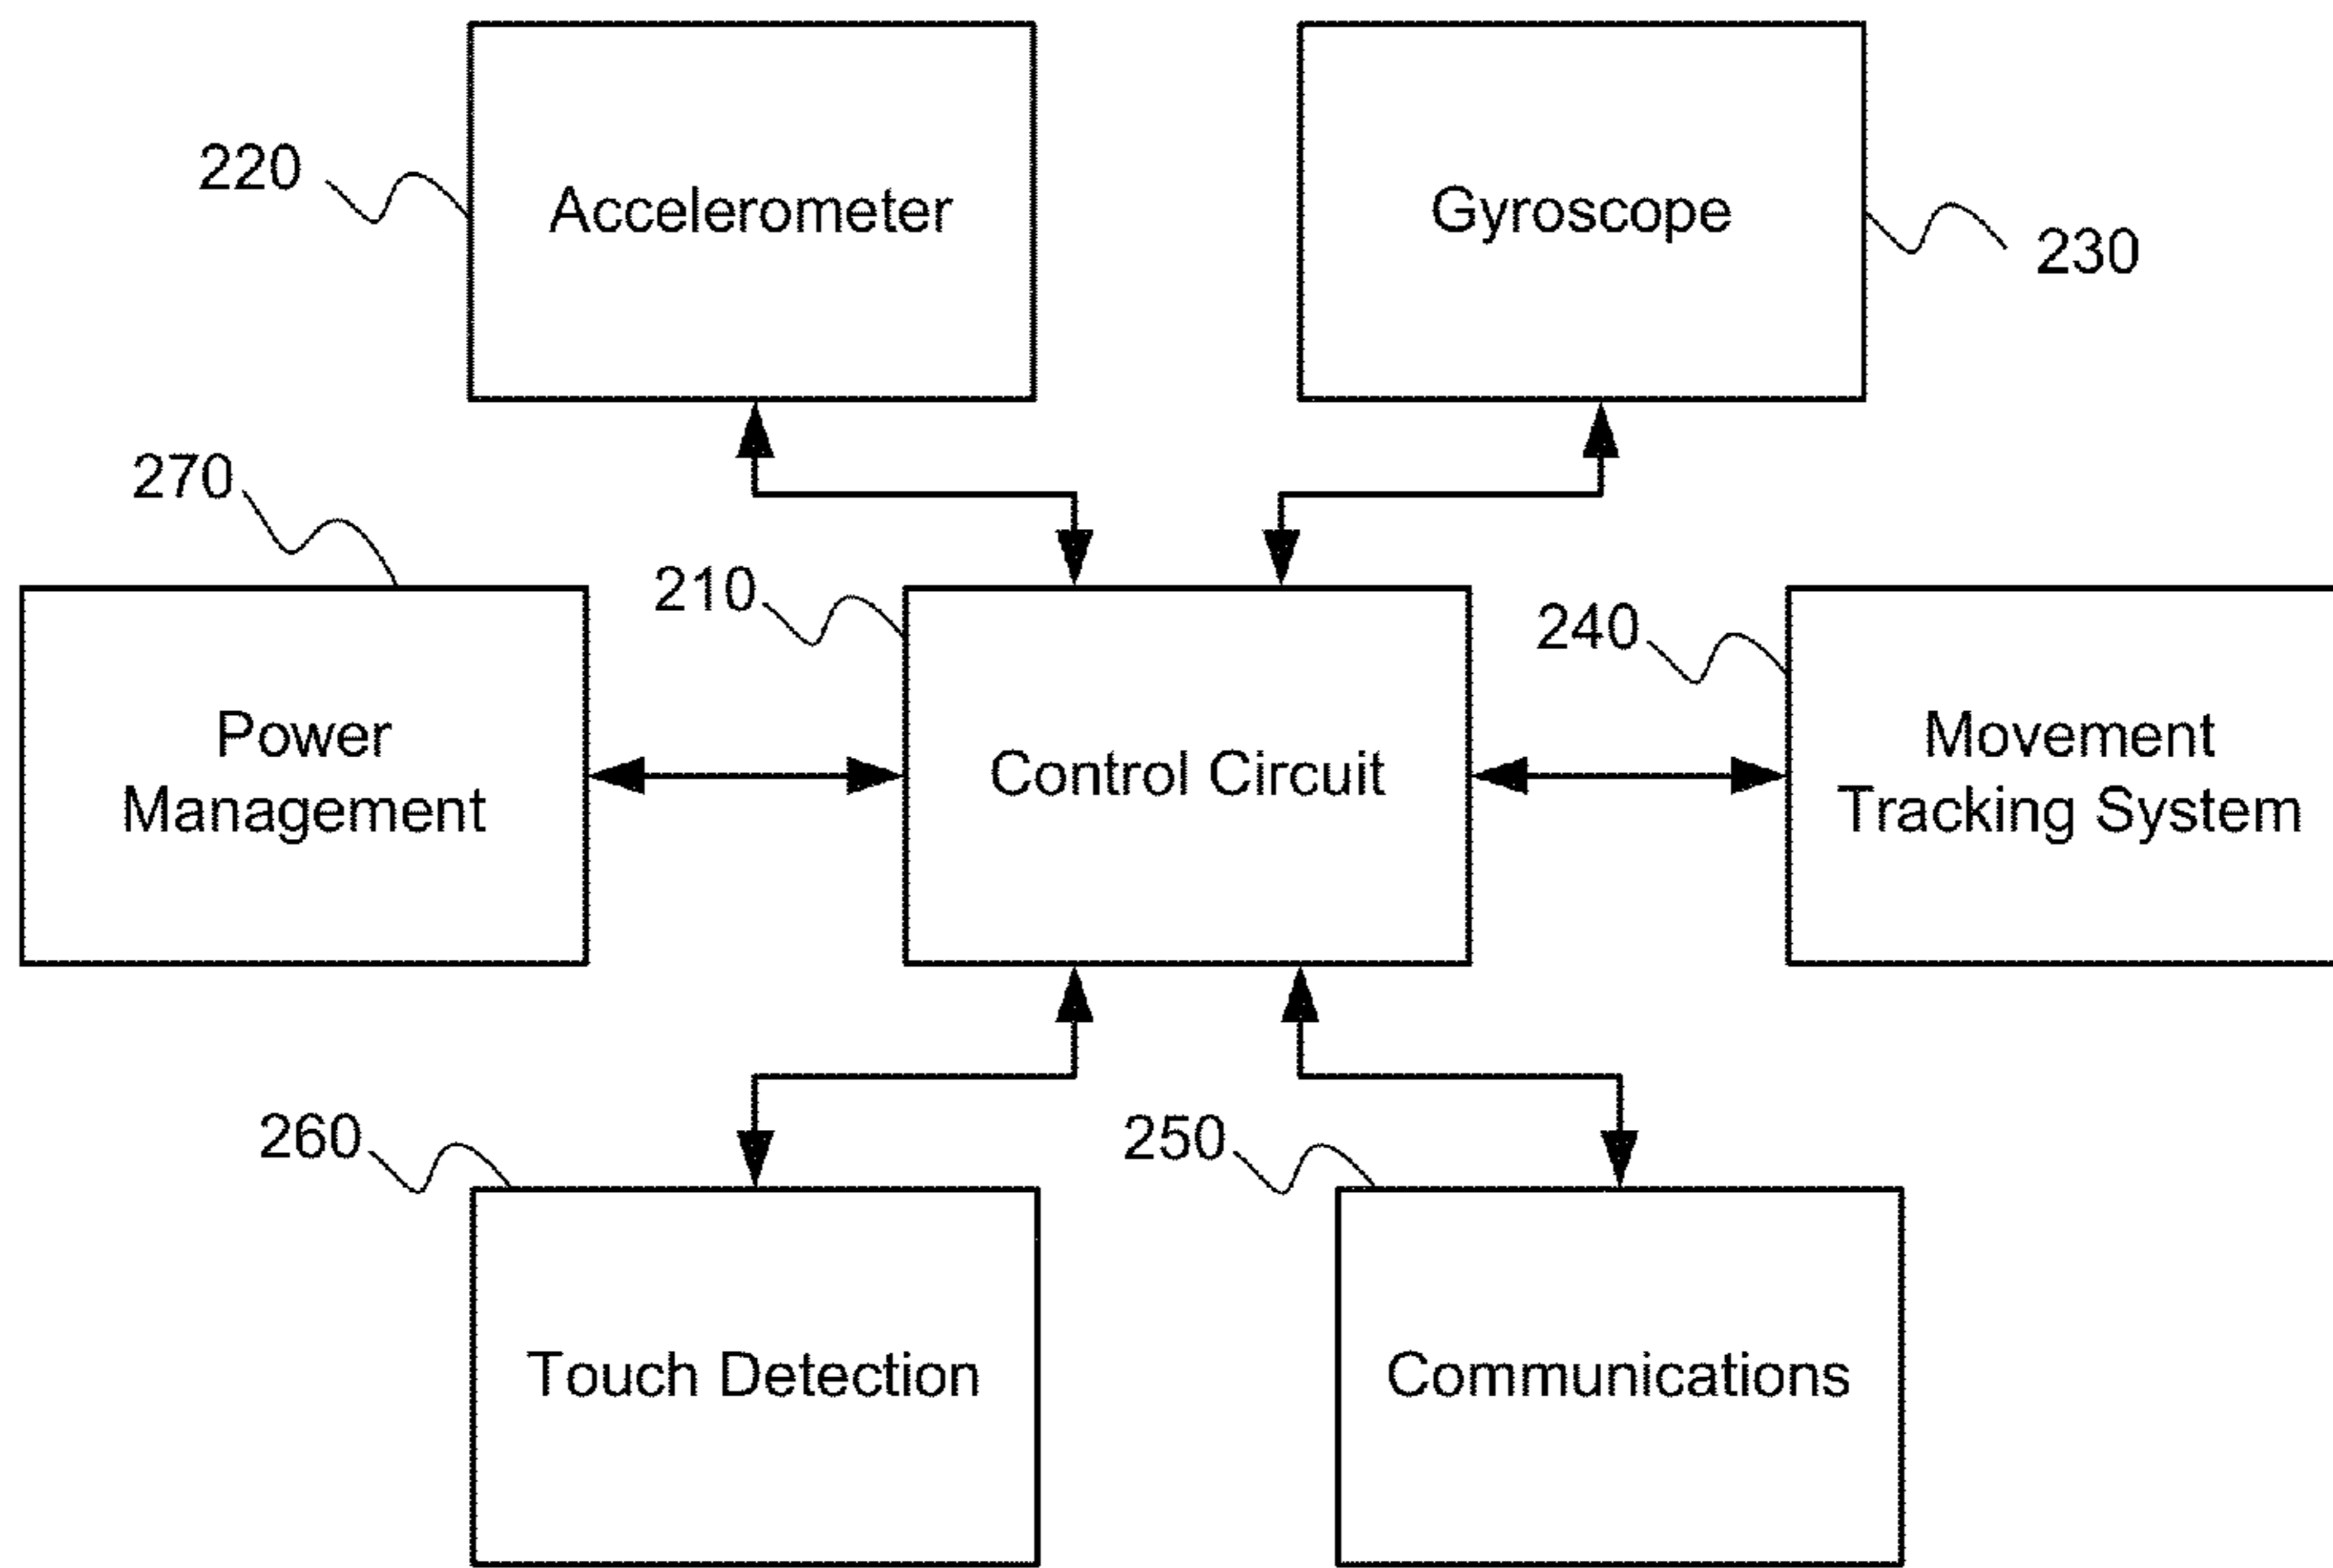 220
Accelerometer
Gyroscope
230
270
210
240
Power
Management
Control Circuit
Movement
Tracking System
260
250
Touch Detection
Communications